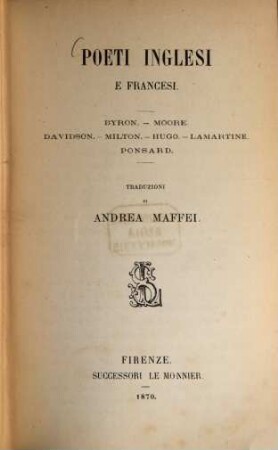 POETI INGLESI
E FRANCESI.
BYRON. – MOORE.
DAVIDSON. – MILTON. – HUGO. – LAMARTINE.
PONSARD.
TRADUZIONI
DI
ANDREA MAFFEI.
FIRENZE.
SUCCESSORI LE MONNIER.
1870.